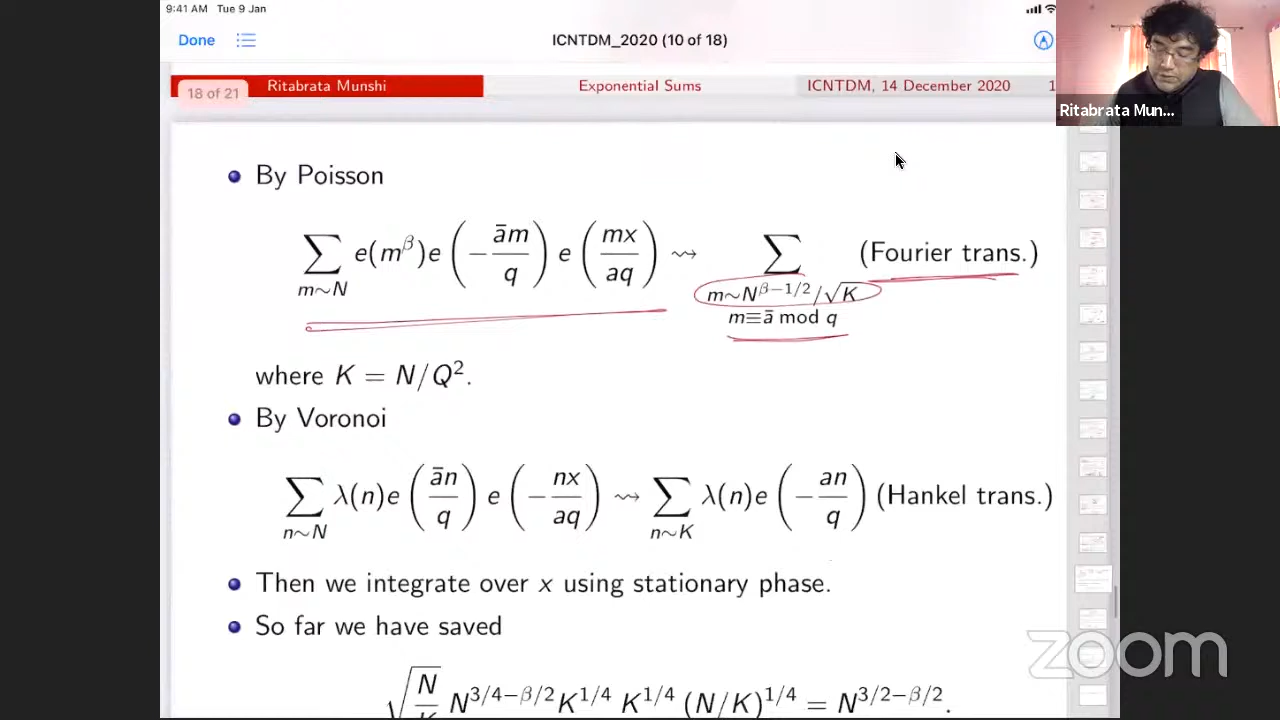 9:41 AM Tue 9 Jan
Done
ICNTDM_2020 (10 of 18)
18 of 21
Ritabrata Munshi
Exponential Sums
ICNTDM, 14 December 2020
Ritabrata Mun...
By Poisson
∑_{m∼N} e(m^β)e(−ām/q) e(mx/aq) ⇝ ∑_{m∼N^{β−1/2}/√K, m≡ā mod q} (Fourier trans.)
where K = N/Q².
By Voronoi
∑_{n∼N} λ(n)e(ān/q) e(−nx/aq) ⇝ ∑_{n∼K} λ(n)e(−an/q) (Hankel trans.)
Then we integrate over x using stationary phase.
So far we have saved
√(N/K) N^{3/4−β/2}K^{1/4} K^{1/4} (N/K)^{1/4} = N^{3/2−β/2}.
zoom